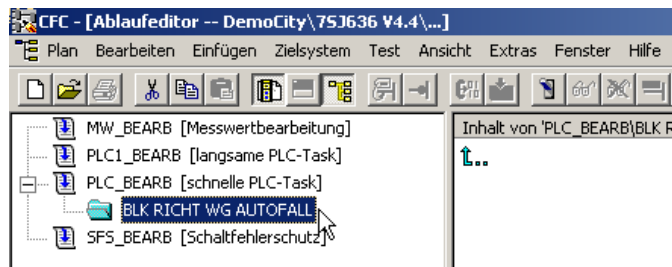 CFC - [Ablaufeditor -- DemoCity\7SJ636 V4.4\...]
Plan Bearbeiten Einfügen Zielsystem Test Ansicht Extras Fenster Hilfe
MW_BEARB [Messwertbearbeitung]
PLC1_BEARB [langsame PLC-Task]
PLC_BEARB [schnelle PLC-Task]
BLK RICHT WG AUTOFALL
SFS_BEARB [Schaltfehlerschutz]
Inhalt von 'PLC_BEARB\BLK R
..